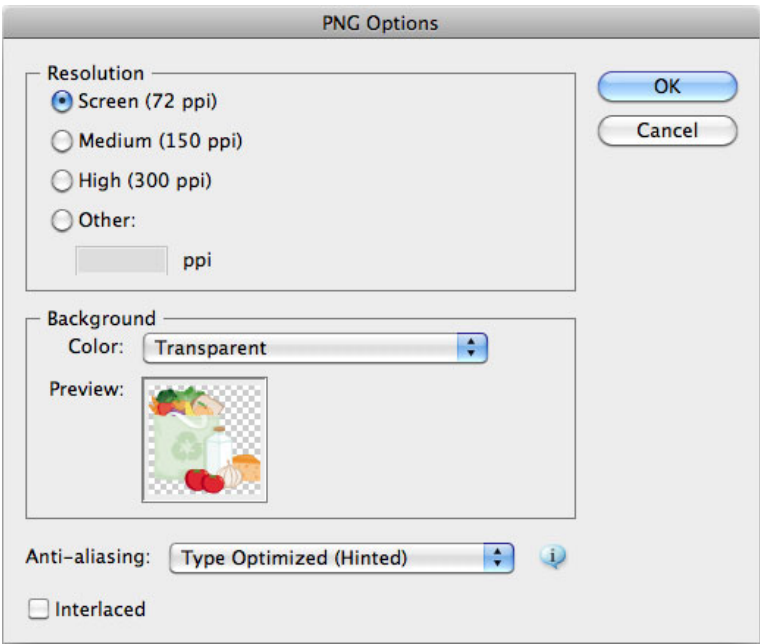 PNG Options
Resolution
Screen (72 ppi)
Medium (150 ppi)
High (300 ppi)
Other:
ppi
OK
Cancel
Background
Color: Transparent
Preview:
Anti-aliasing: Type Optimized (Hinted)
Interlaced